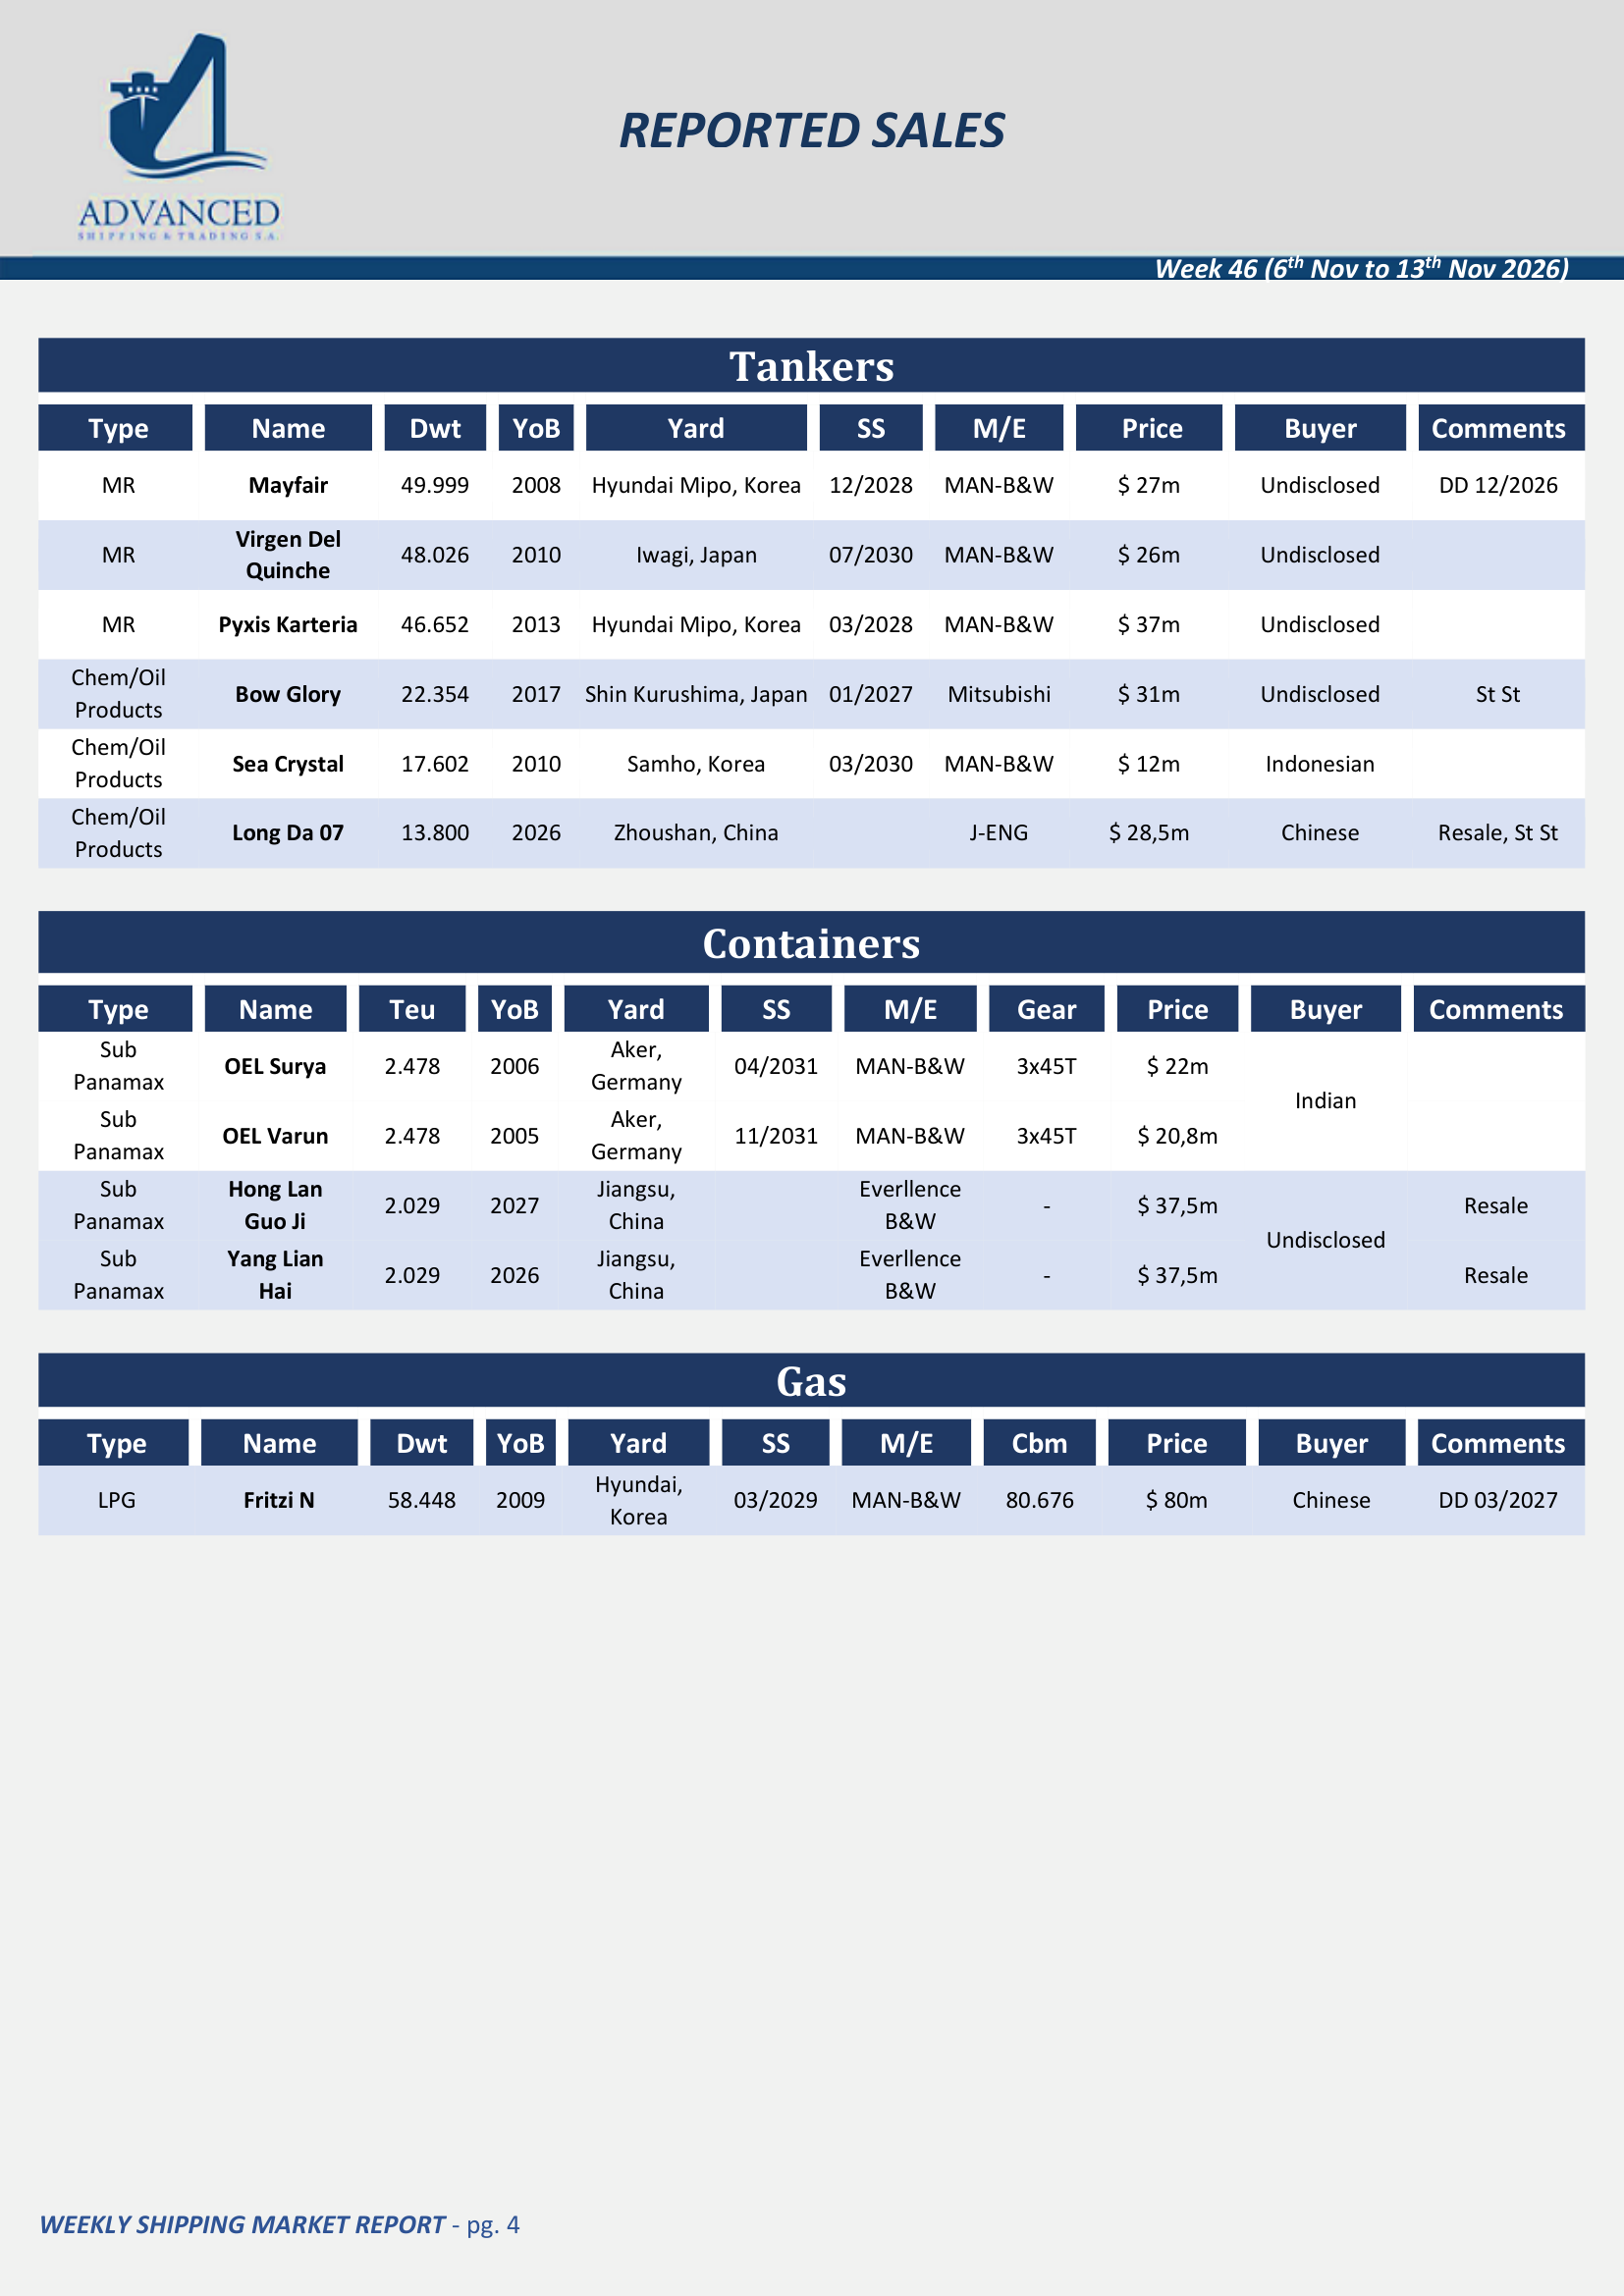 ADVANCED
SHIPPING & TRADING S.A.
REPORTED SALES
Week 46 (6th Nov to 13th Nov 2026)
Tankers
Type Name Dwt YoB Yard SS M/E Price Buyer Comments
MR Mayfair 49.999 2008 Hyundai Mipo, Korea 12/2028 MAN-B&W $ 27m Undisclosed DD 12/2026
MR Virgen Del Quinche 48.026 2010 Iwagi, Japan 07/2030 MAN-B&W $ 26m Undisclosed
MR Pyxis Karteria 46.652 2013 Hyundai Mipo, Korea 03/2028 MAN-B&W $ 37m Undisclosed
Chem/Oil Products Bow Glory 22.354 2017 Shin Kurushima, Japan 01/2027 Mitsubishi $ 31m Undisclosed St St
Chem/Oil Products Sea Crystal 17.602 2010 Samho, Korea 03/2030 MAN-B&W $ 12m Indonesian
Chem/Oil Products Long Da 07 13.800 2026 Zhoushan, China J-ENG $ 28,5m Chinese Resale, St St
Containers
Type Name Teu YoB Yard SS M/E Gear Price Buyer Comments
Sub Panamax OEL Surya 2.478 2006 Aker, Germany 04/2031 MAN-B&W 3x45T $ 22m Indian
Sub Panamax OEL Varun 2.478 2005 Aker, Germany 11/2031 MAN-B&W 3x45T $ 20,8m
Sub Panamax Hong Lan Guo Ji 2.029 2027 Jiangsu, China Everllence B&W - $ 37,5m Undisclosed Resale
Sub Panamax Yang Lian Hai 2.029 2026 Jiangsu, China Everllence B&W - $ 37,5m Resale
Gas
Type Name Dwt YoB Yard SS M/E Cbm Price Buyer Comments
LPG Fritzi N 58.448 2009 Hyundai, Korea 03/2029 MAN-B&W 80.676 $ 80m Chinese DD 03/2027
WEEKLY SHIPPING MARKET REPORT - pg. 4